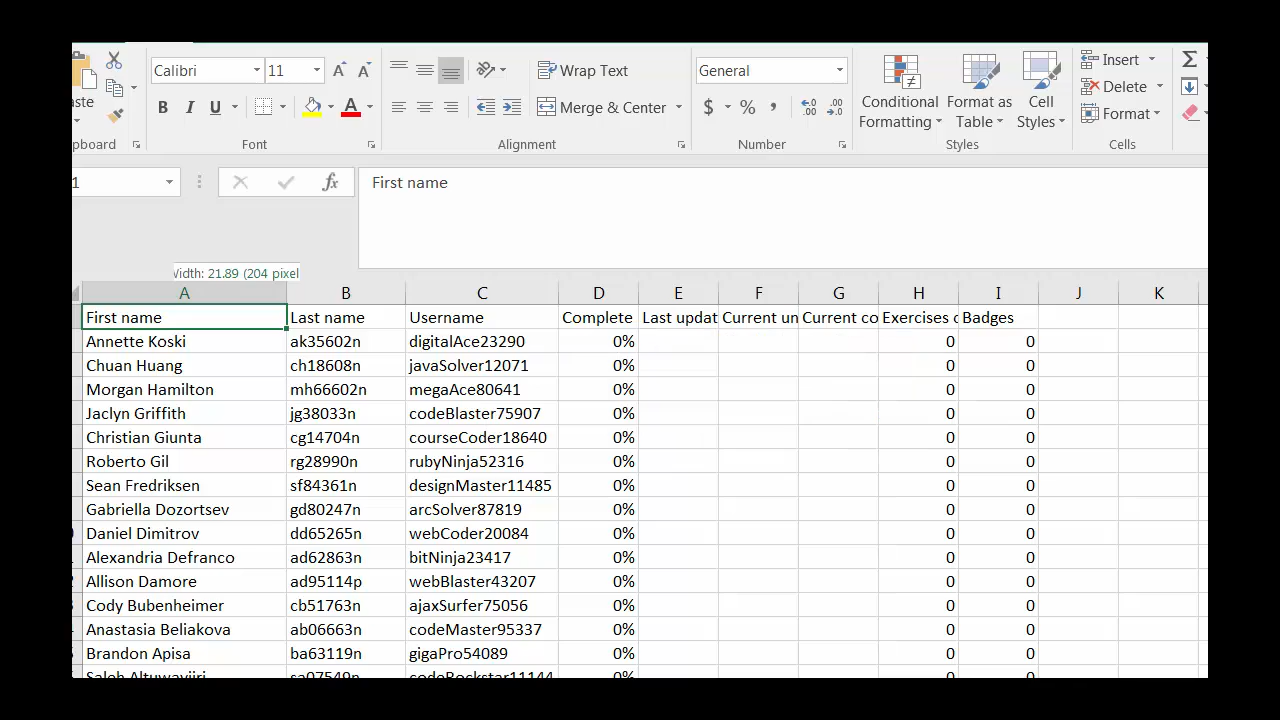 Calibri 11 Wrap Text General Insert
Delete
B I U Merge & Center $ % Conditional Formatting Format as Table Cell Styles Format
Font Alignment Number Styles Cells
1 fx First name
Width: 21.89 (204 pixel
A B C D E F G H I J K
First name Last name Username Complete Last updat Current un Current co Exercises c Badges
Annette Koski ak35602n digitalAce23290 0% 0 0
Chuan Huang ch18608n javaSolver12071 0% 0 0
Morgan Hamilton mh66602n megaAce80641 0% 0 0
Jaclyn Griffith jg38033n codeBlaster75907 0% 0 0
Christian Giunta cg14704n courseCoder18640 0% 0 0
Roberto Gil rg28990n rubyNinja52316 0% 0 0
Sean Fredriksen sf84361n designMaster11485 0% 0 0
Gabriella Dozortsev gd80247n arcSolver87819 0% 0 0
Daniel Dimitrov dd65265n webCoder20084 0% 0 0
Alexandria Defranco ad62863n bitNinja23417 0% 0 0
Allison Damore ad95114p webBlaster43207 0% 0 0
Cody Bubenheimer cb51763n ajaxSurfer75056 0% 0 0
Anastasia Beliakova ab06663n codeMaster95337 0% 0 0
Brandon Apisa ba63119n gigaPro54089 0% 0 0